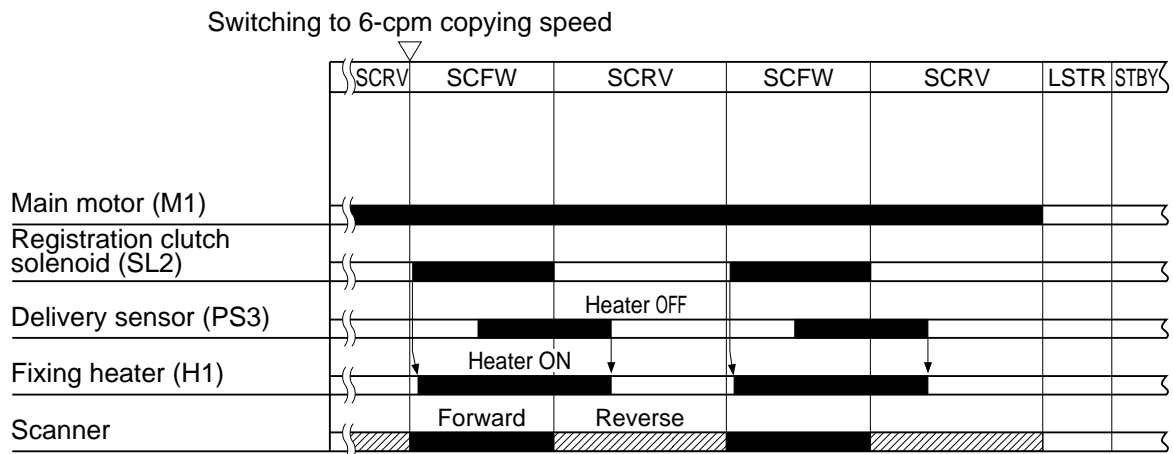 Switching to 6-cpm copying speed
SCRV SCFW SCRV SCFW SCRV LSTR STBY
Main motor (M1)
Registration clutch
solenoid (SL2)
Delivery sensor (PS3)
Heater OFF
Fixing heater (H1)
Heater ON
Scanner
Forward Reverse